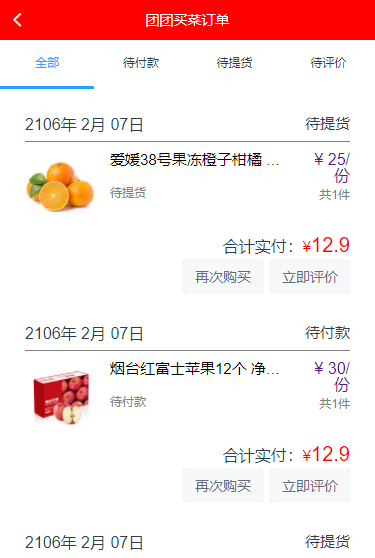 团团买菜订单
全部 待付款 待提货 待评价
2106年 2月 07日 待提货
爱媛38号果冻橙子柑橘 ... ¥ 25/份
待提货 共1件
合计实付：¥12.9
再次购买 立即评价
2106年 2月 07日 待付款
烟台红富士苹果12个 净... ¥ 30/份
待付款 共1件
合计实付：¥12.9
再次购买 立即评价
2106年 2月 07日 待提货